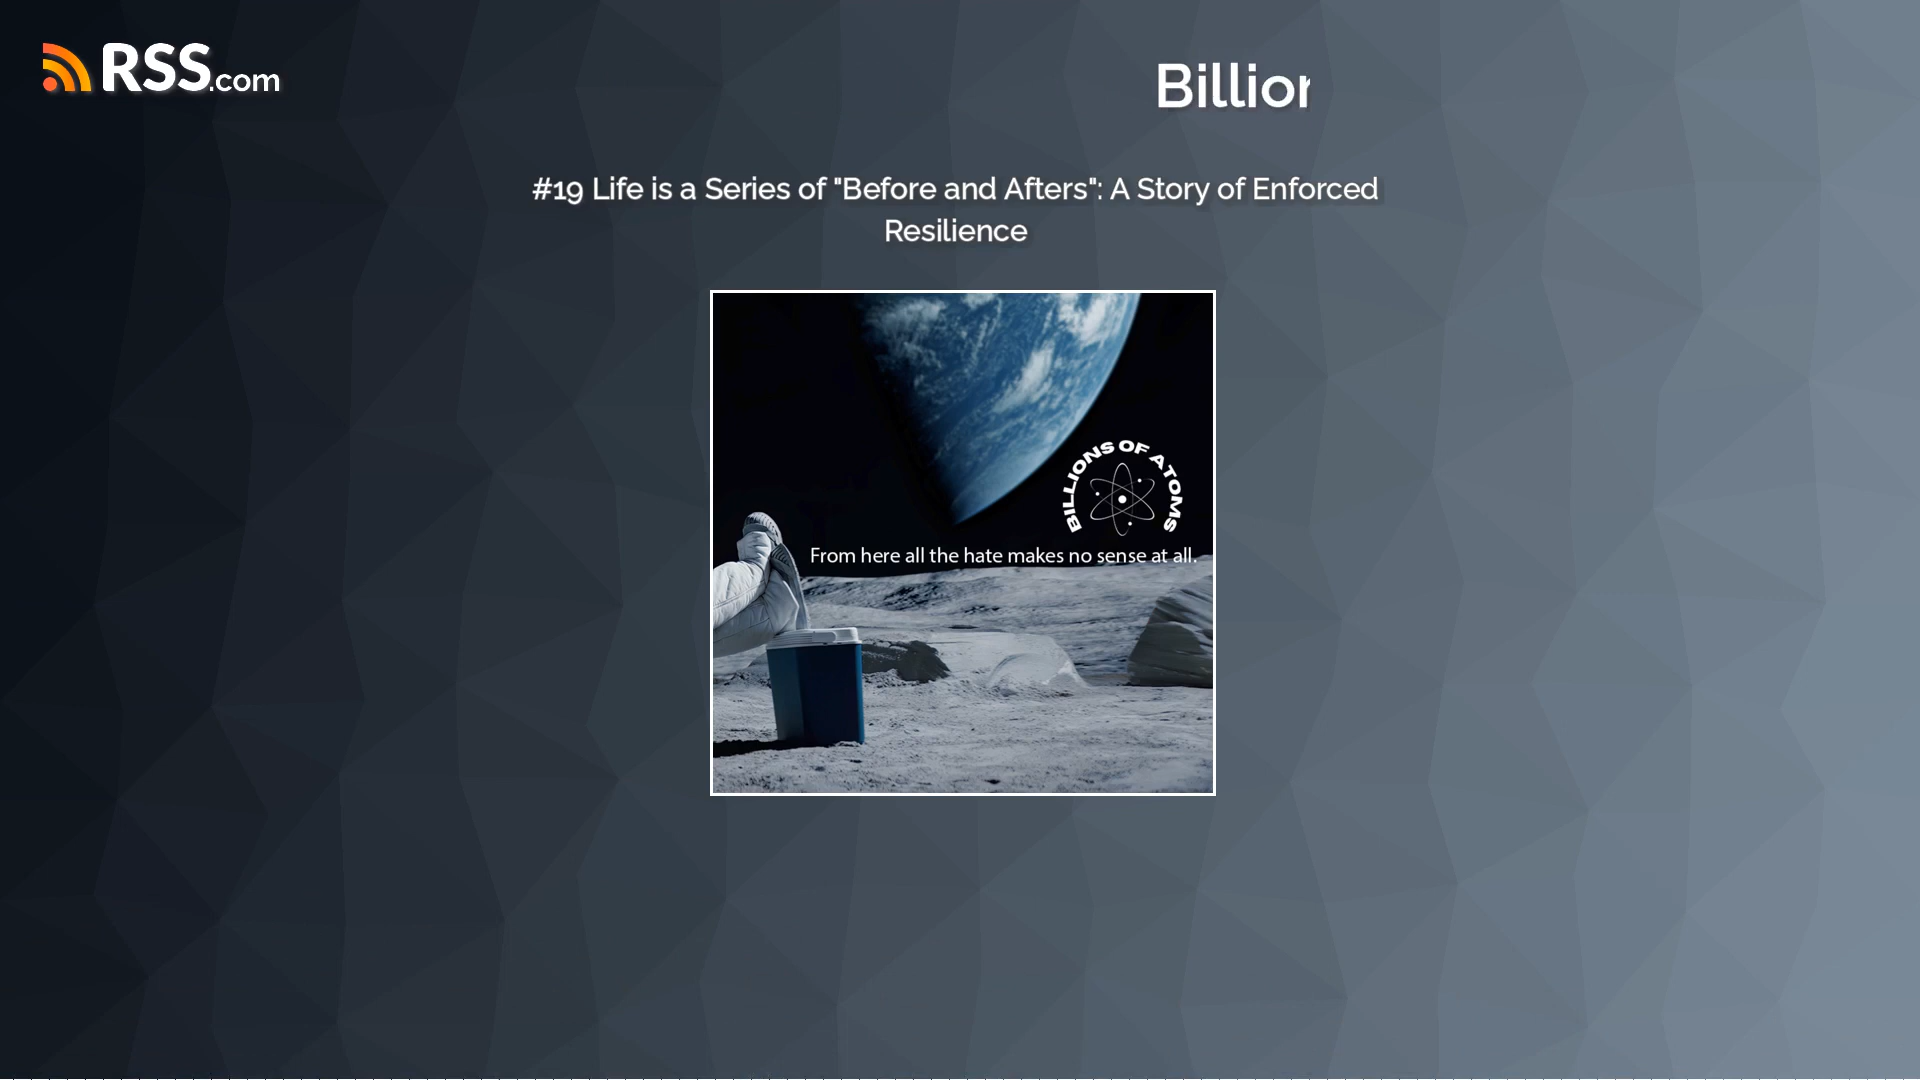 RSS.com
Billior
#19 Life is a Series of "Before and Afters": A Story of Enforced
Resilience
BILLIONS OF ATOMS
From here all the hate makes no sense at all.